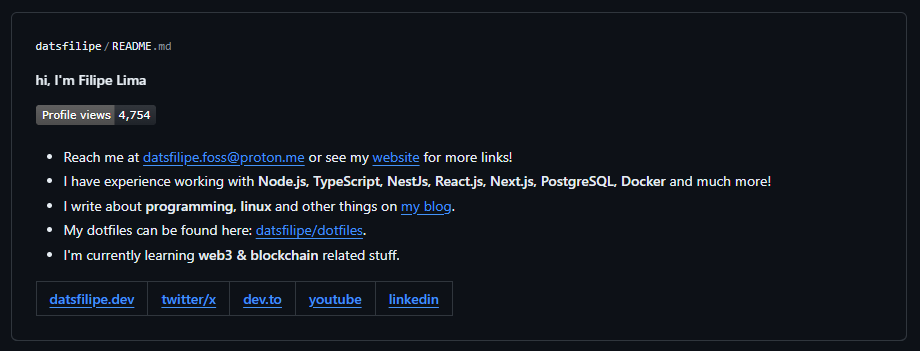 datsfilipe/README.md
hi, I'm Filipe Lima
Profile views 4,754
Reach me at datsfilipe.foss@proton.me or see my website for more links!
I have experience working with Node.js, TypeScript, NestJs, React.js, Next.js, PostgreSQL, Docker and much more!
I write about programming, linux and other things on my blog.
My dotfiles can be found here: datsfilipe/dotfiles.
I'm currently learning web3 & blockchain related stuff.
datsfilipe.dev twitter/x dev.to youtube linkedin